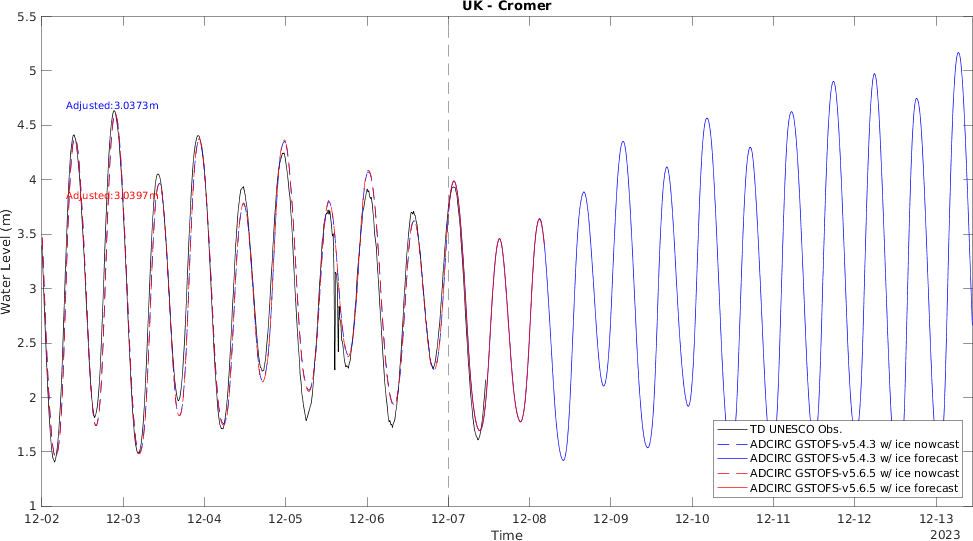 UK - Cromer
5.5
5
4.5
4
3.5
3
2.5
2
1.5
1
Water Level (m)
Adjusted:3.0373m
Adjusted:3.0397m
TD UNESCO Obs.
ADCIRC GSTOFS-v5.4.3 w/ ice nowcast
ADCIRC GSTOFS-v5.4.3 w/ ice forecast
ADCIRC GSTOFS-v5.6.5 w/ ice nowcast
ADCIRC GSTOFS-v5.6.5 w/ ice forecast
12-02 12-03 12-04 12-05 12-06 12-07 12-08 12-09 12-10 12-11 12-12 12-13
Time
2023